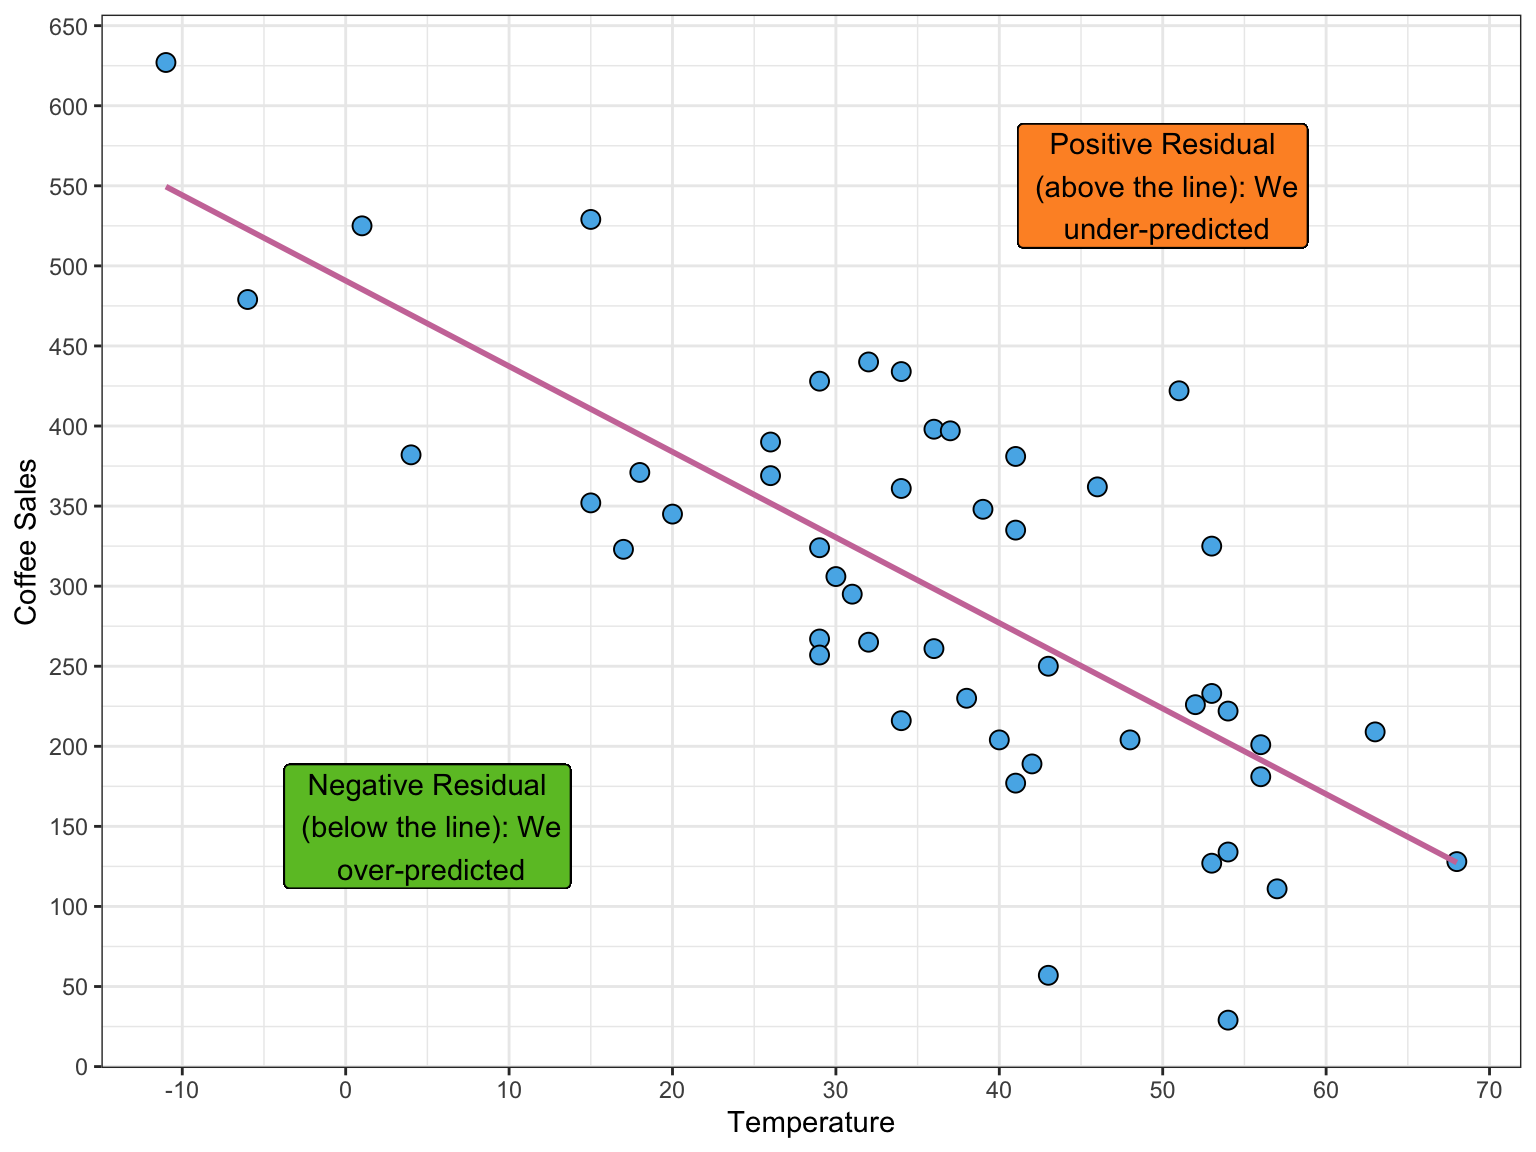 650
600
550
500
450
400
350
300
250
200
150
100
50
0
Coffee Sales
Positive Residual
(above the line): We
under-predicted
Negative Residual
(below the line): We
over-predicted
-10 0 10 20 30 40 50 60 70
Temperature